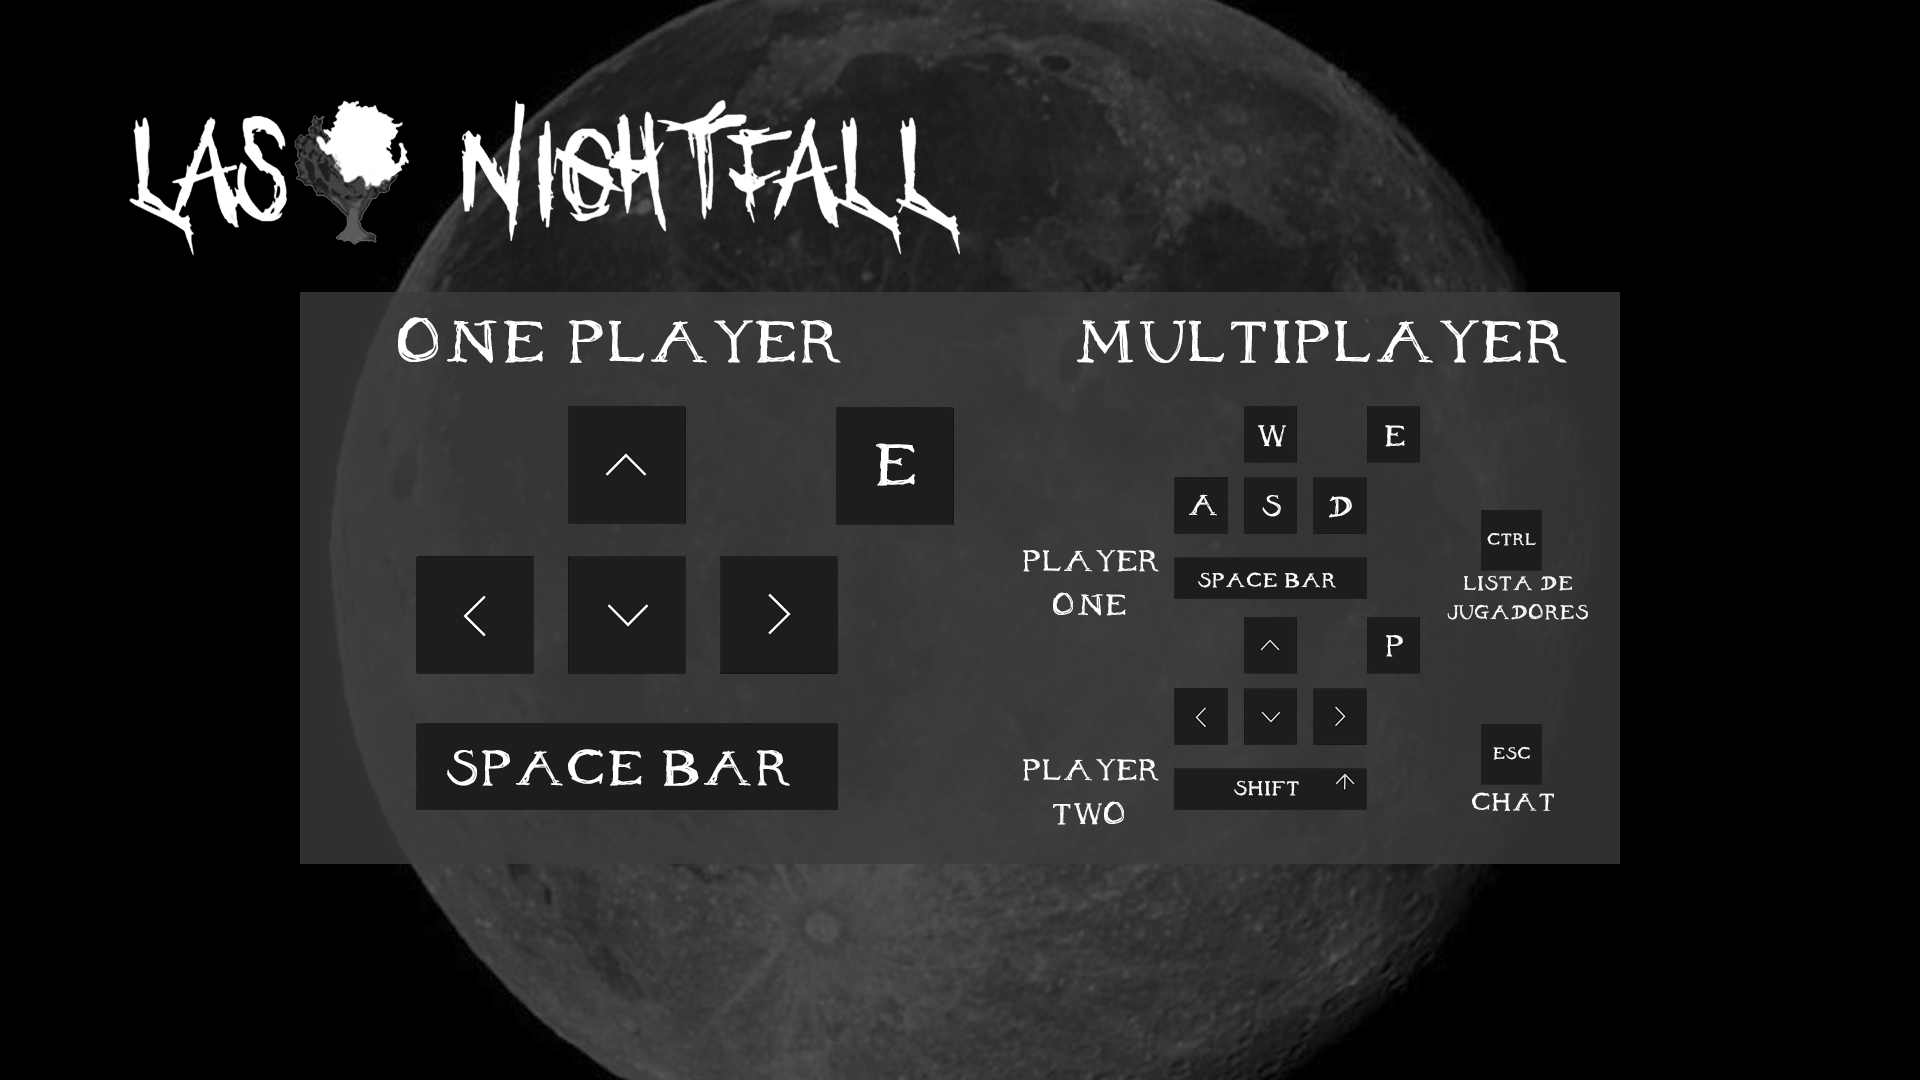 LAS NIGHTFALL
ONE PLAYER
E
SPACE BAR
MULTIPLAYER
W E
A S D
PLAYER
ONE
SPACE BAR
P
PLAYER
TWO
SHIFT
CTRL
LISTA DE
JUGADORES
ESC
CHAT